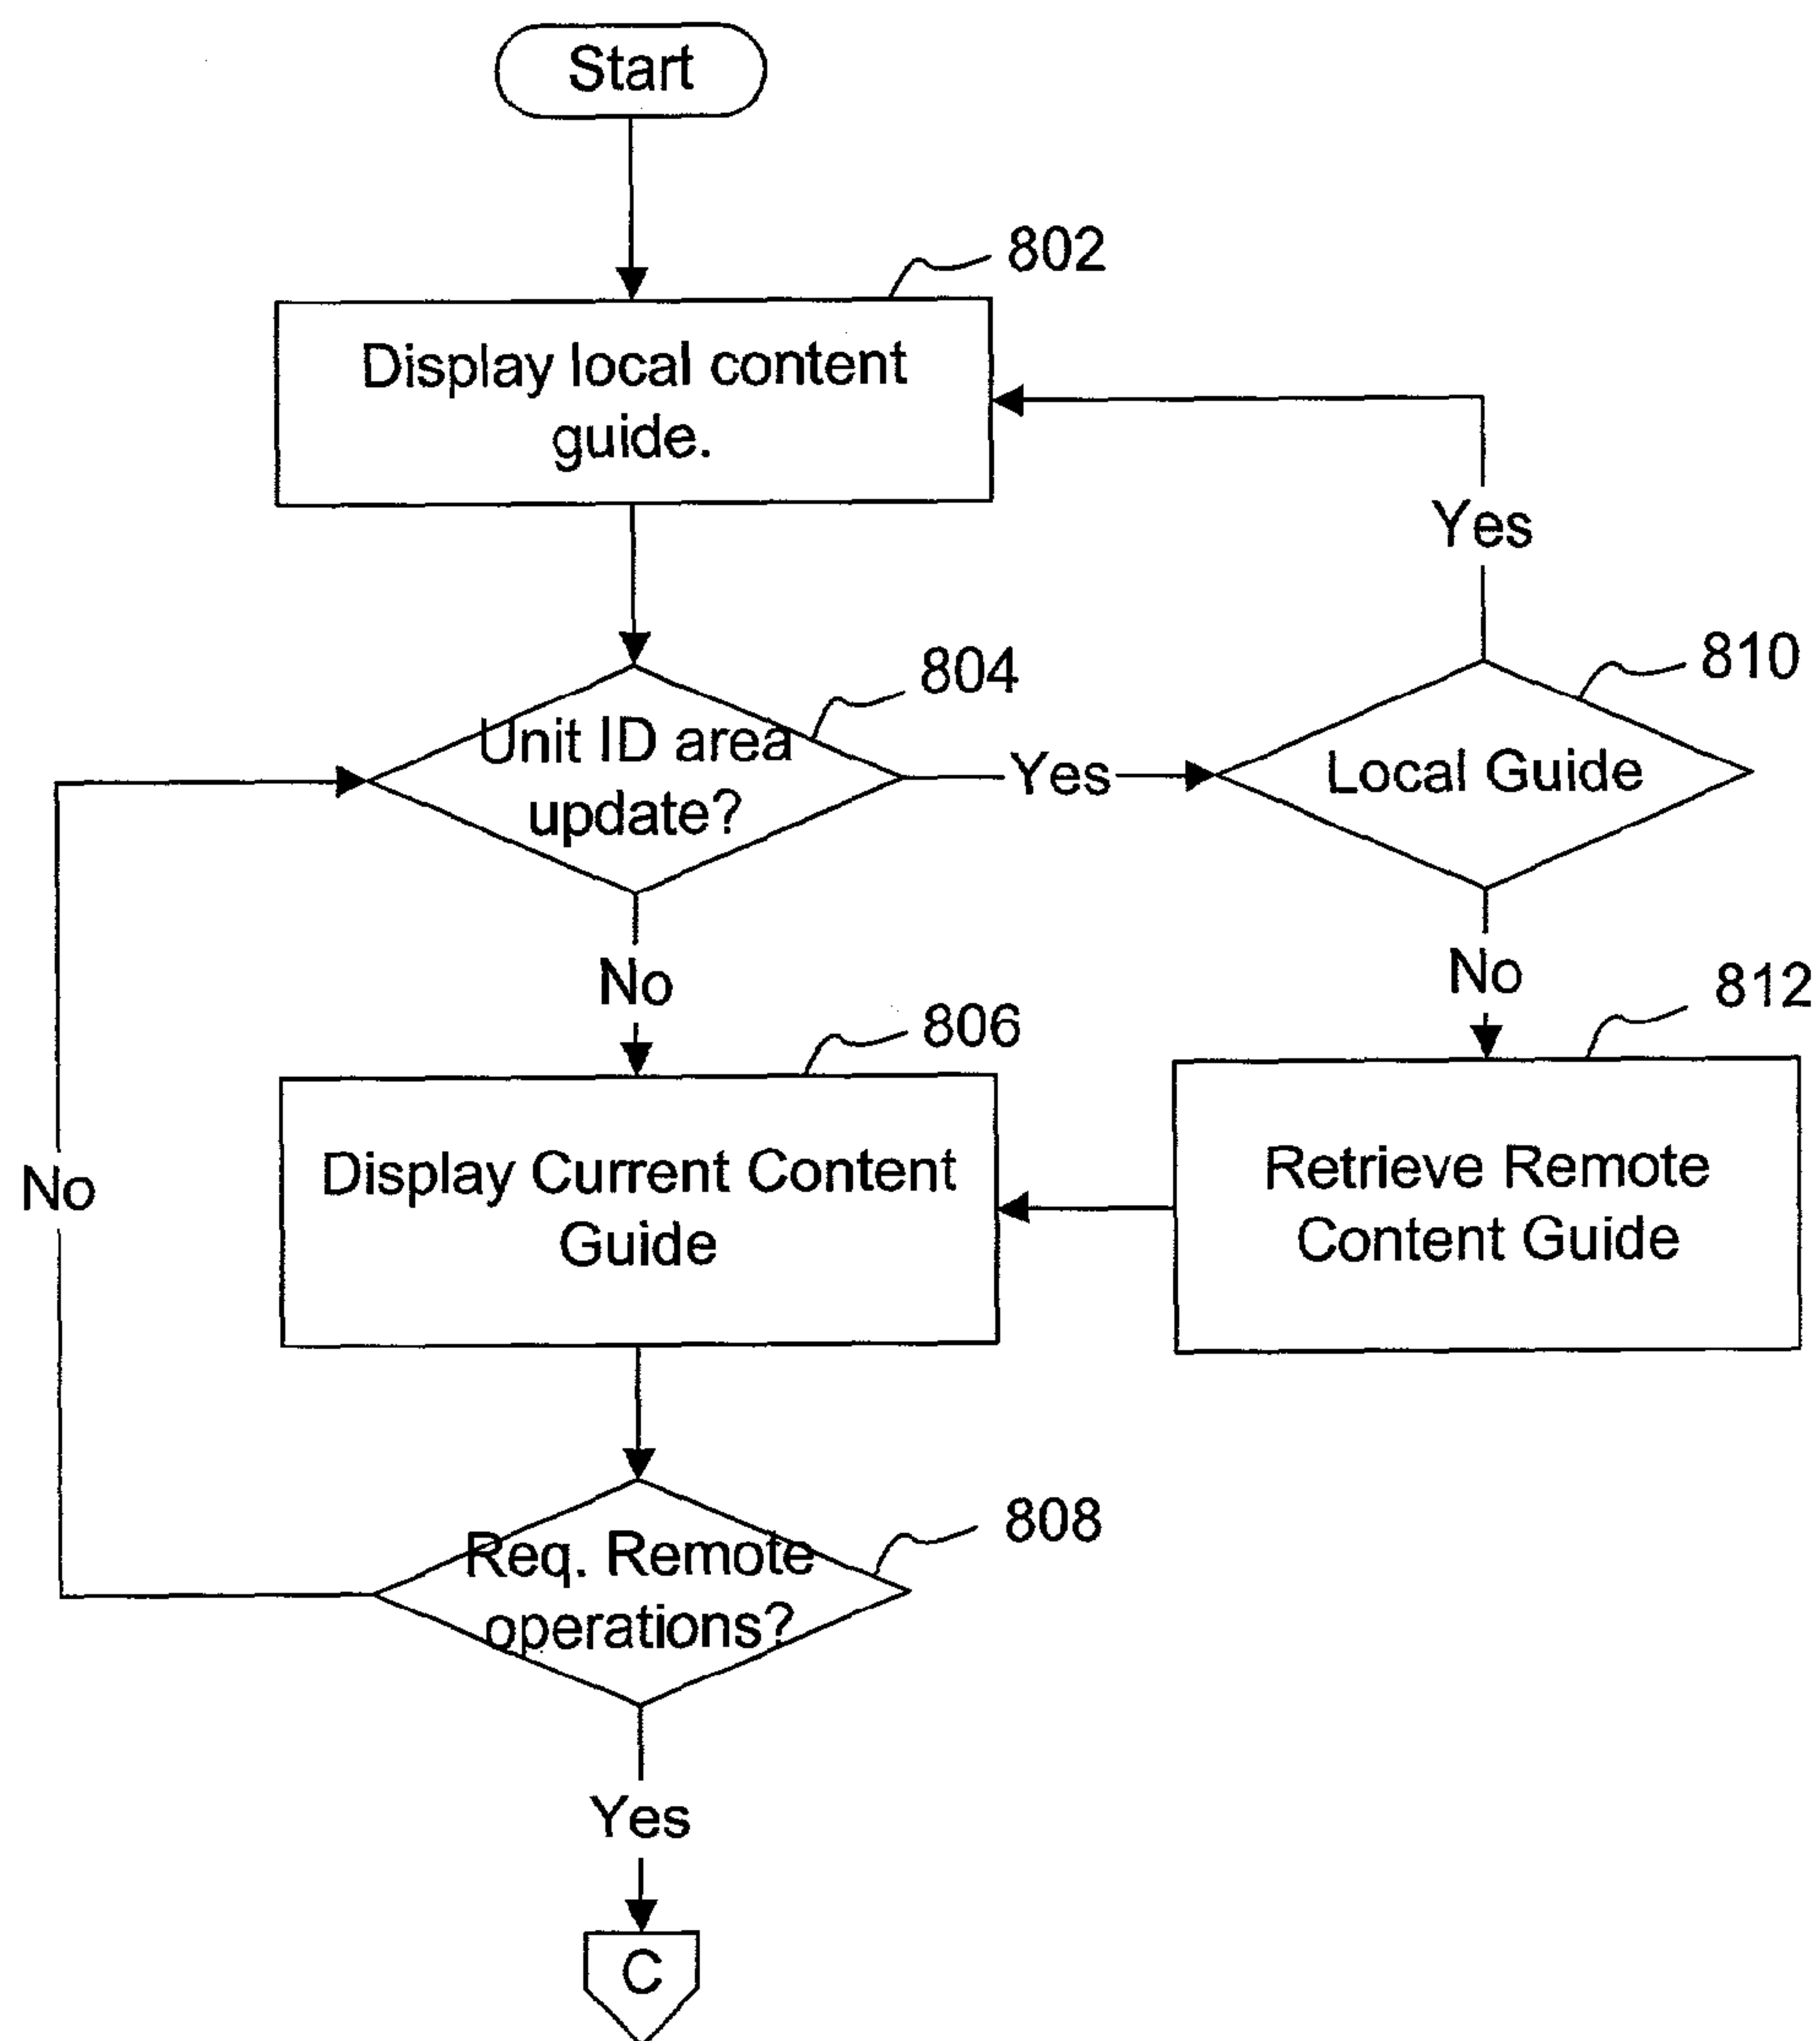 Start
802
Display local content
guide.
Yes
804
810
Unit ID area
update?
Yes
Local Guide
No
No
812
806
Display Current Content
Guide
Retrieve Remote
Content Guide
No
808
Req. Remote
operations?
Yes
C